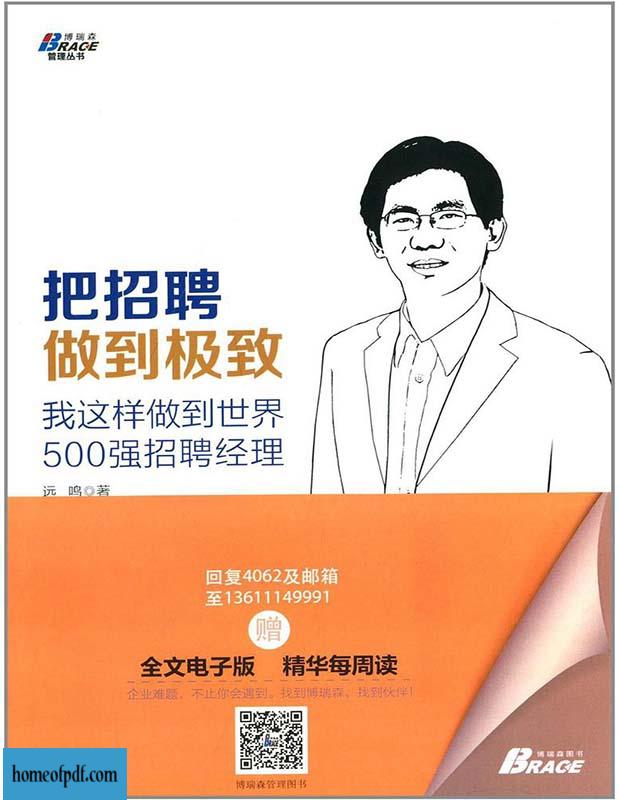 博瑞森
BRACE
管理丛书
把招聘
做到极致
我这样做到世界
500强招聘经理
远 鸣◎著
回复4062及邮箱
至13611149991
赠
全文电子版 精华每周读
企业难题，不止你会遇到。找到博瑞森，找到伙伴！
博瑞森管理图书
博瑞森图书
BRACE
homeofpdf.com